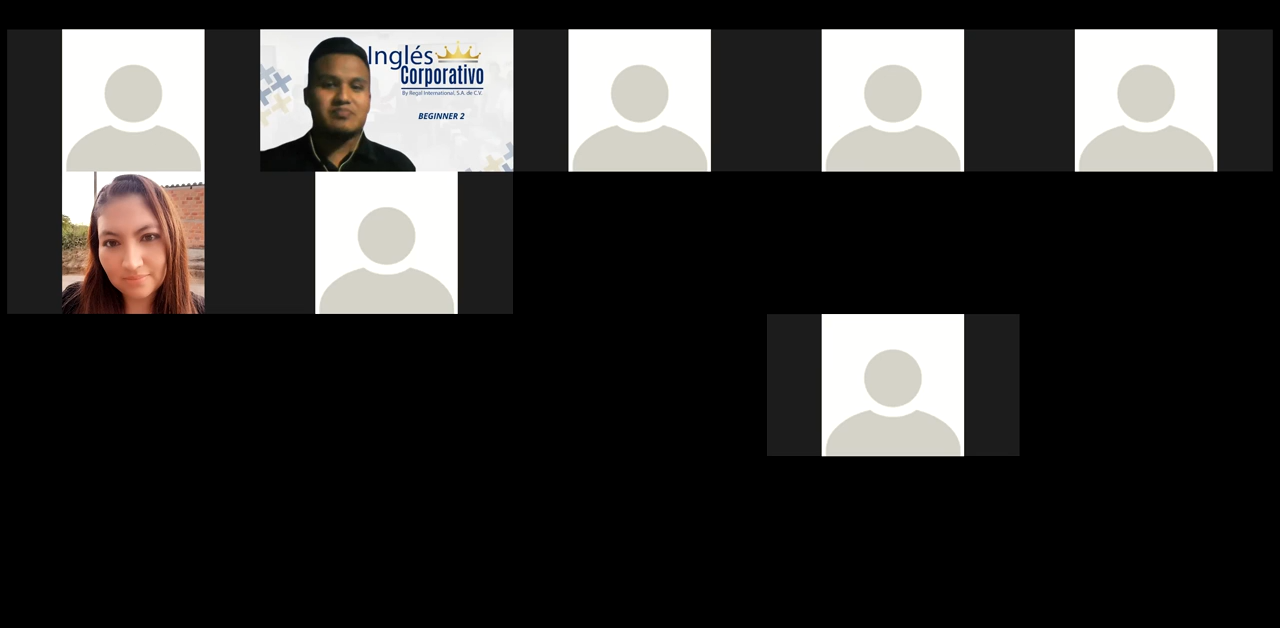 Inglés
Corporativo
By Regal International, S.A. de C.V.
BEGINNER 2